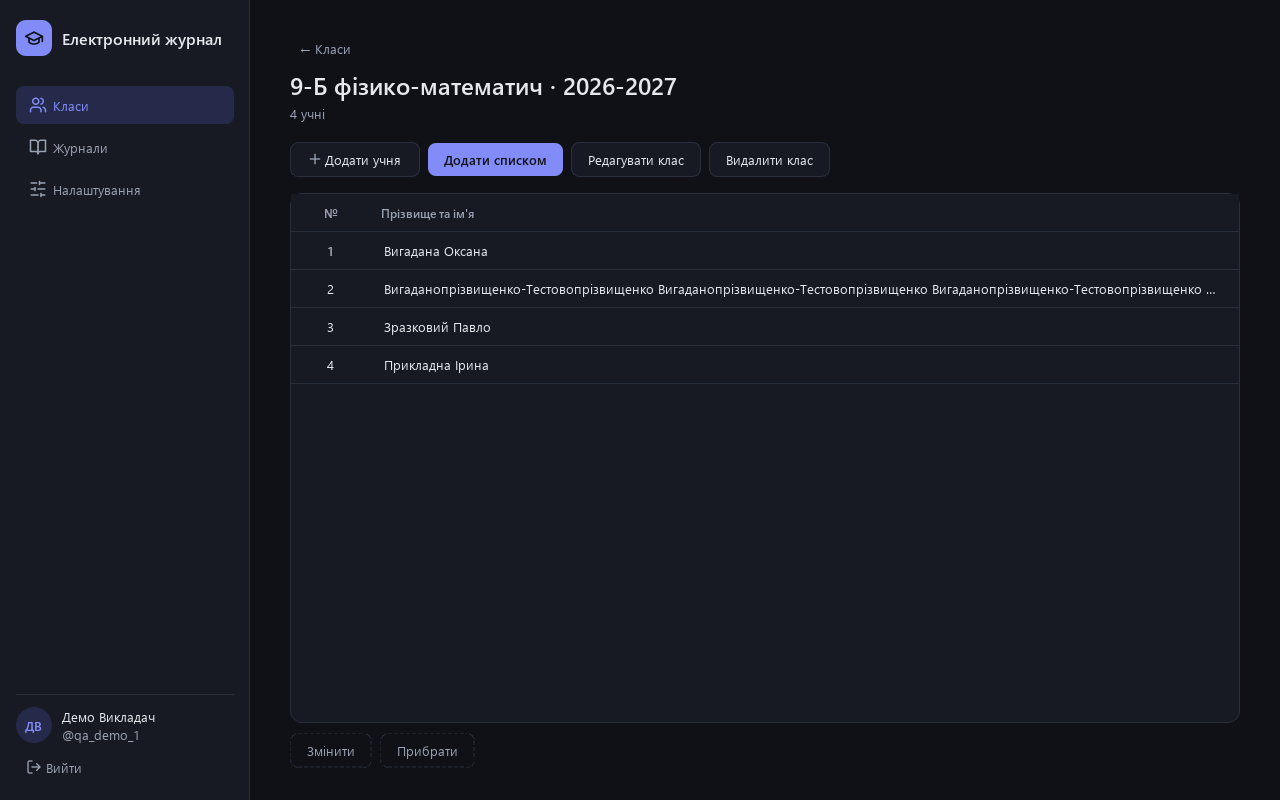 Електронний журнал
Класи
Журнали
Налаштування
ДВ
Демо Викладач
@qa_demo_1
Вийти
← Класи
9-Б фізико-математич · 2026-2027
4 учні
+ Додати учня
Додати списком
Редагувати клас
Видалити клас
№ Прізвище та ім'я
1 Вигадана Оксана
2 Вигаданопрізвищенко-Тестовопрізвищенко Вигаданопрізвищенко-Тестовопрізвищенко Вигаданопрізвищенко-Тестовопрізвищенко ...
3 Зразковий Павло
4 Прикладна Ірина
Змінити
Прибрати